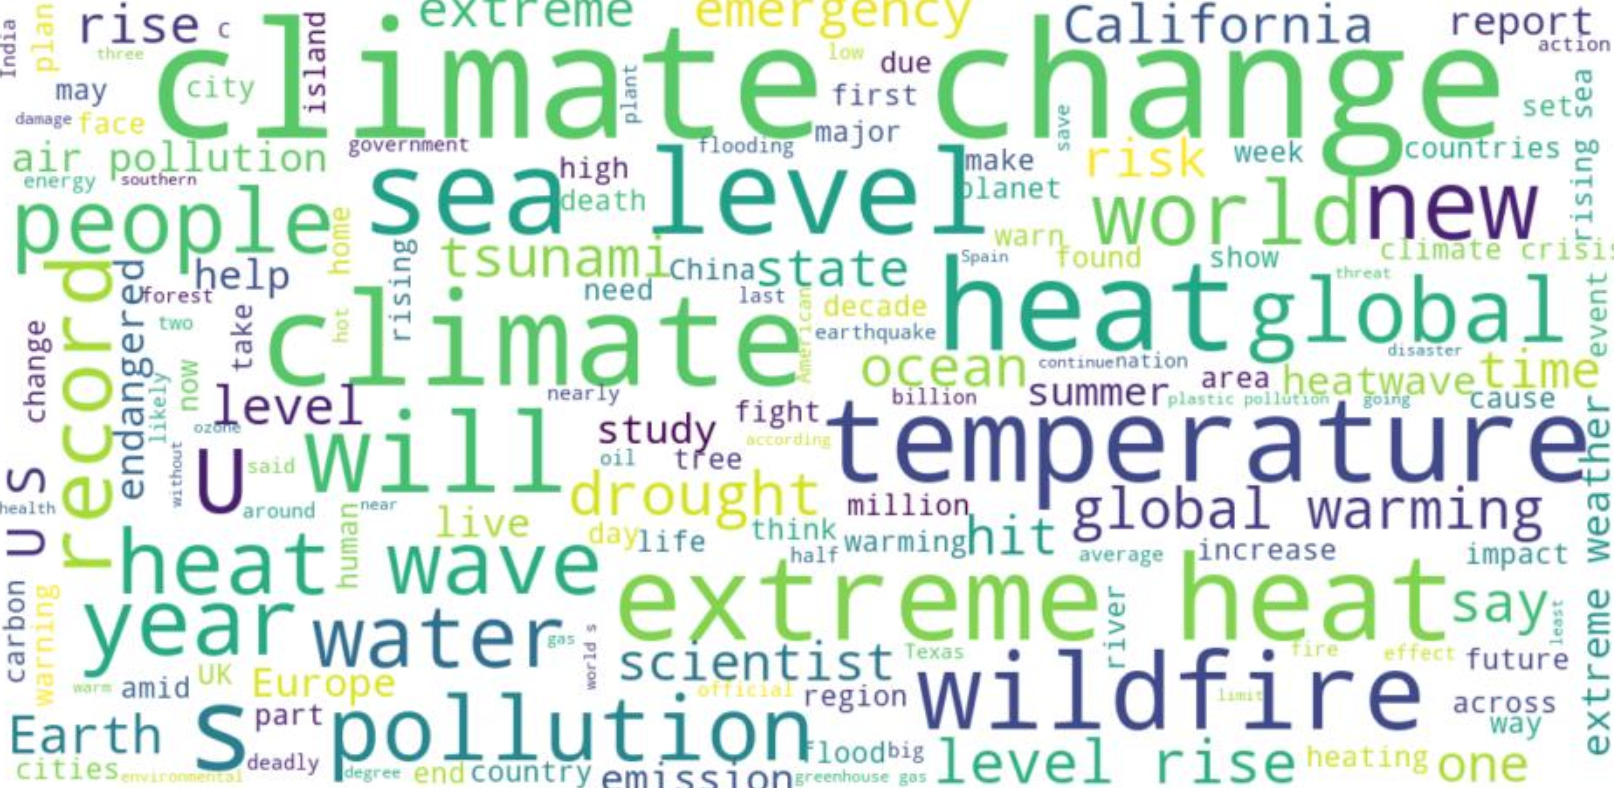 India
plan
rise
c
three
extreme
emergency
California
report
action
climate change
may
city
island
plant
low
due
first
major
save
set
rising sea
damage
face
air pollution
government
flooding
high
make
risk
week
countries
energy
southern
people
sea level
death
planet
world
new
home
rising
tsunami
China
state
warn
found
show
climate crisis
Spain
help
forest
need
last
American
decade
heat
global
threat
event
record
endangered
two
take
hot
climate
earthquake
ocean
continue
nation
disaster
time
change
likely
now
level
nearly
billion
summer
area
heatwave
plastic pollution
going
cause
ozone
will
study
fight
according
temperature
U
said
without
oil
tree
drought
million
global warming
weather
U S
health
around
near
human
live
day
life
think
half
warming
hit
average
increase
impact
heat wave
extreme heat
say
least
carbon
warning
year
water
gas
world s
scientist
Texas
river
fire
effect
future
extreme
warm
amid
UK
Europe
official
region
wildfire
limit
across
way
Earth
s
part
pollution
deadly
flood
big
level rise
heating
one
cities
environmental
degree
end
country
emission
greenhouse gas